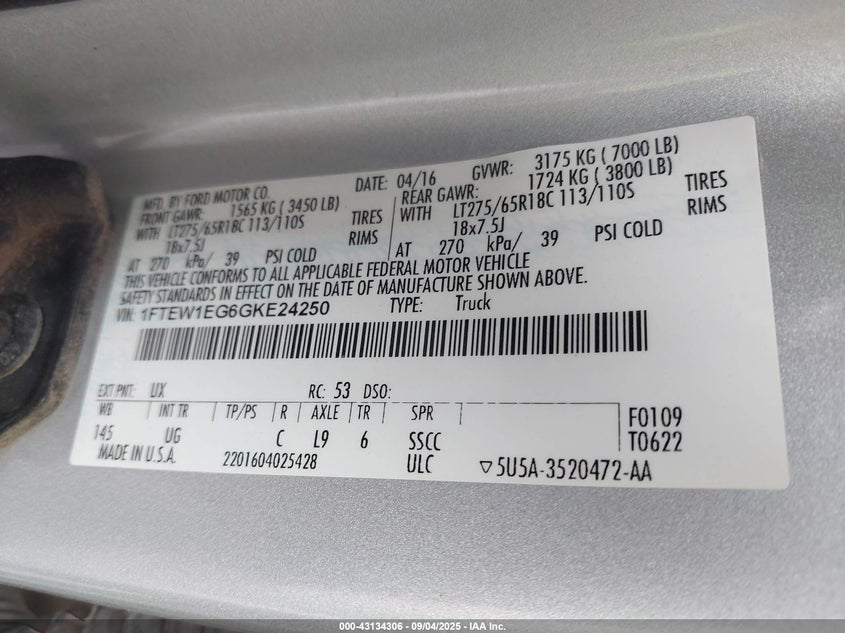 MFD. BY FORD MOTOR CO. DATE: 04/16 GVWR: 3175 KG ( 7000 LB)
FRONT GAWR: 1565 KG ( 3450 LB) REAR GAWR: 1724 KG ( 3800 LB)
WITH LT275/65R18C 113/110S TIRES WITH LT275/65R18C 113/110S TIRES
18x7.5J RIMS 18x7.5J RIMS
AT 270 kPa/ 39 PSI COLD AT 270 kPa/ 39 PSI COLD
THIS VEHICLE CONFORMS TO ALL APPLICABLE FEDERAL MOTOR VEHICLE
SAFETY STANDARDS IN EFFECT ON THE DATE OF MANUFACTURE SHOWN ABOVE.
VIN: 1FTEW1EG6GKE24250 TYPE: Truck
EXT PNT: UX RC: 53 DSO:
WB INT TR TP/PS R AXLE TR SPR F0109
145 UG C L9 6 SSCC T0622
MADE IN U.S.A. 2201604025428 ULC ▽5U5A-3520472-AA
000-43134306 - 09/04/2025 - IAA Inc.